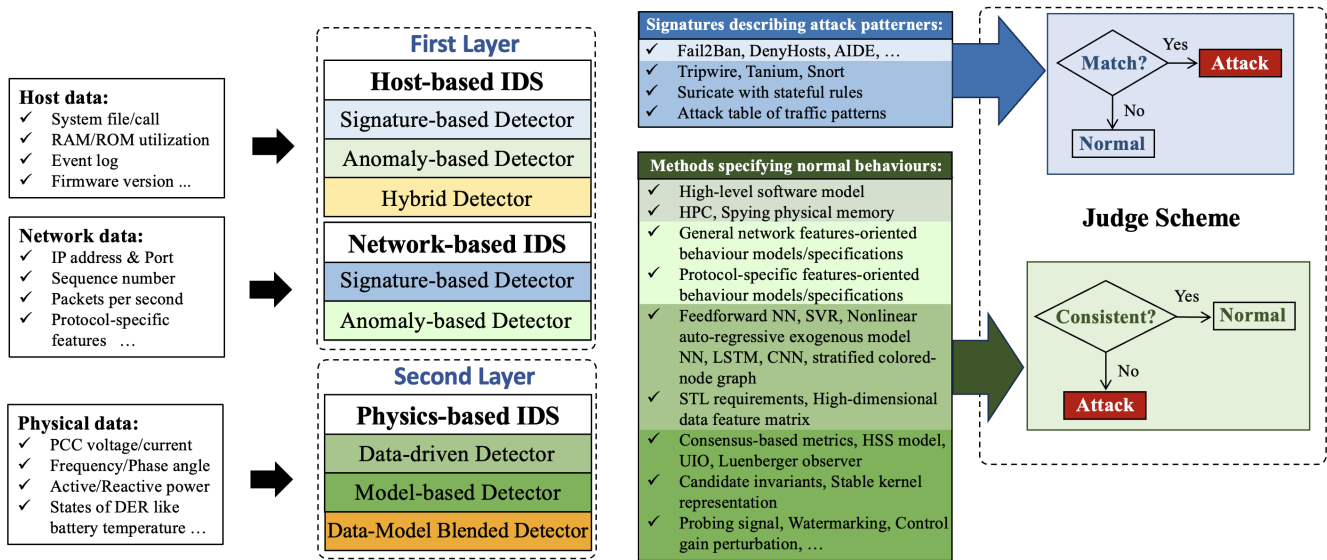 Host data:
✓ System file/call
✓ RAM/ROM utilization
✓ Event log
✓ Firmware version ...
Network data:
✓ IP address & Port
✓ Sequence number
✓ Packets per second
✓ Protocol-specific
features …
Physical data:
✓ PCC voltage/current
✓ Frequency/Phase angle
✓ Active/Reactive power
✓ States of DER like
battery temperature …
First Layer
Host-based IDS
Signature-based Detector
Anomaly-based Detector
Hybrid Detector
Network-based IDS
Signature-based Detector
Anomaly-based Detector
Second Layer
Physics-based IDS
Data-driven Detector
Model-based Detector
Data-Model Blended Detector
Signatures describing attack patterners:
✓ Fail2Ban, DenyHosts, AIDE, …
✓ Tripwire, Tanium, Snort
✓ Suricate with stateful rules
✓ Attack table of traffic patterns
Methods specifying normal behaviours:
✓ High-level software model
✓ HPC, Spying physical memory
✓ General network features-oriented
behaviour models/specifications
✓ Protocol-specific features-oriented
behaviour models/specifications
✓ Feedforward NN, SVR, Nonlinear
auto-regressive exogenous model
NN, LSTM, CNN, stratified colored-
node graph
✓ STL requirements, High-dimensional
data feature matrix
✓ Consensus-based metrics, HSS model,
UIO, Luenberger observer
✓ Candidate invariants, Stable kernel
representation
✓ Probing signal, Watermarking, Control
gain perturbation, …
Match?
Yes
Attack
No
Normal
Judge Scheme
Consistent?
Yes
Normal
No
Attack